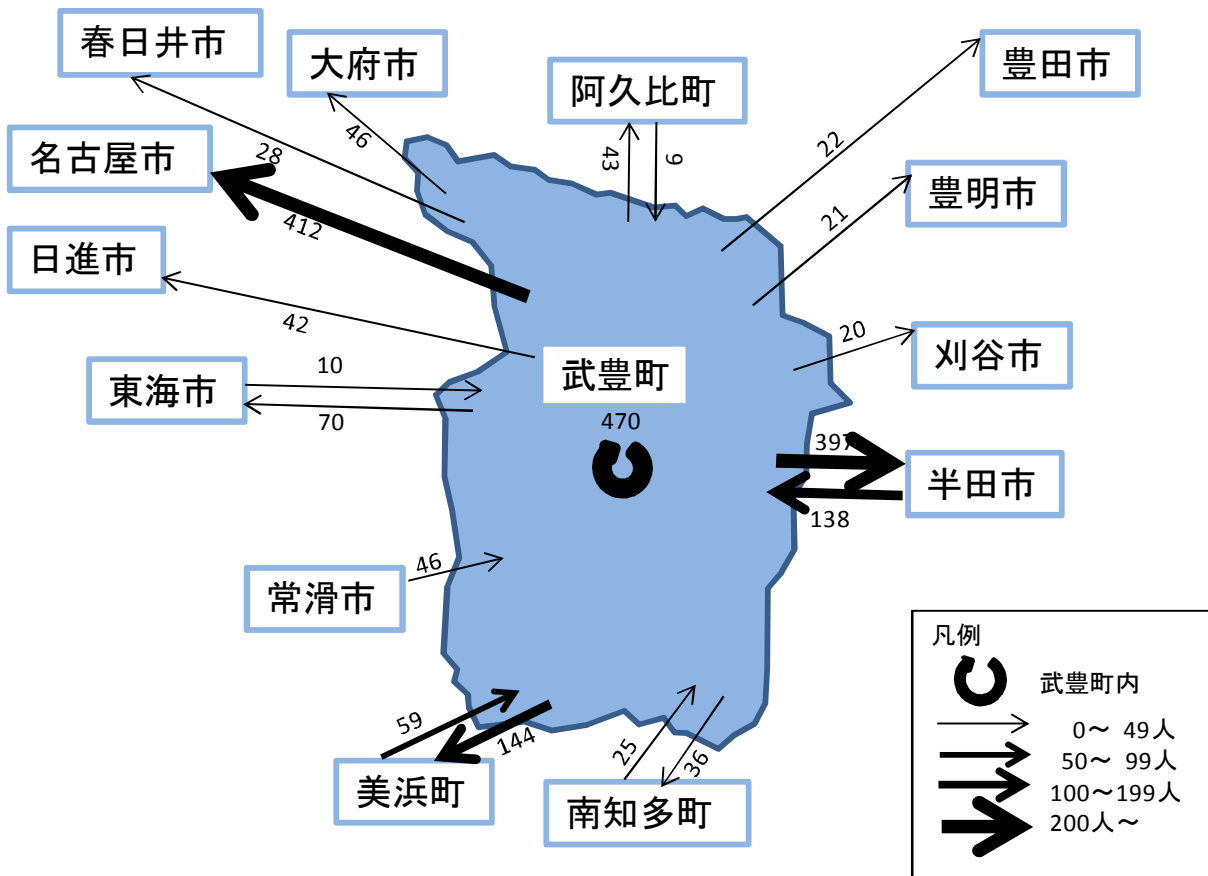 春日井市
大府市
阿久比町
豊田市
名古屋市
豊明市
日進市
刈谷市
東海市
武豊町
半田市
常滑市
美浜町
南知多町
28
46
43
9
22
21
412
42
20
10
70
470
397
138
46
59
144
25
36
凡例
武豊町内
0～ 49人
50～ 99人
100～199人
200人～